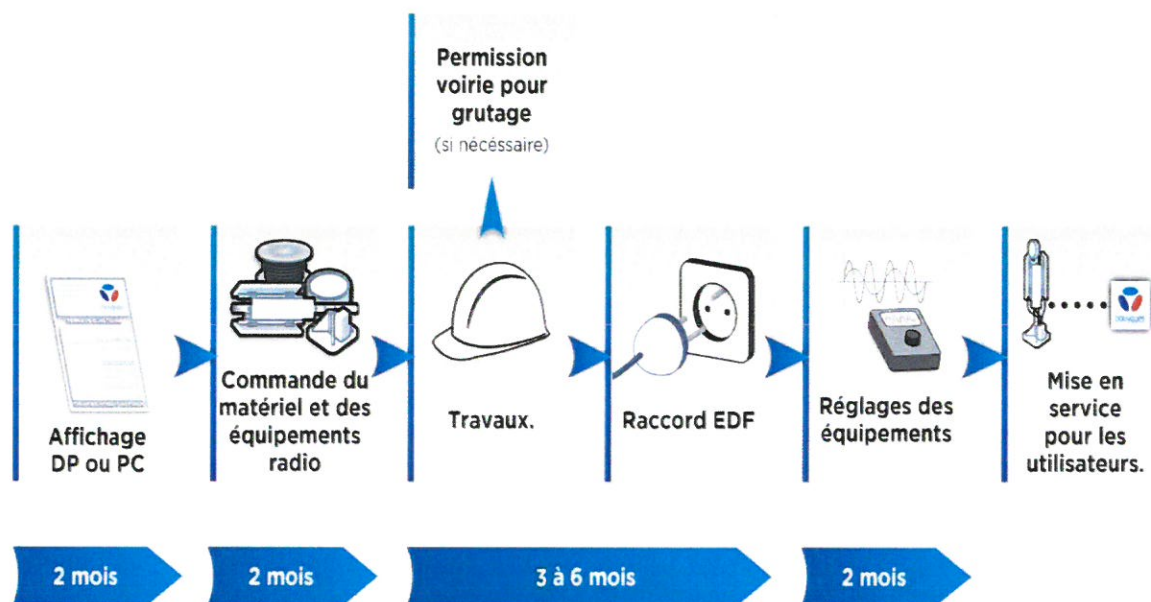 Permission
voirie pour
grutage
(si nécéssaire)
Affichage
DP ou PC
Commande du
matériel et des
équipements
radio
Travaux.
Raccord EDF
Réglages des
équipements
Mise en
service
pour les
utilisateurs.
2 mois
2 mois
3 à 6 mois
2 mois